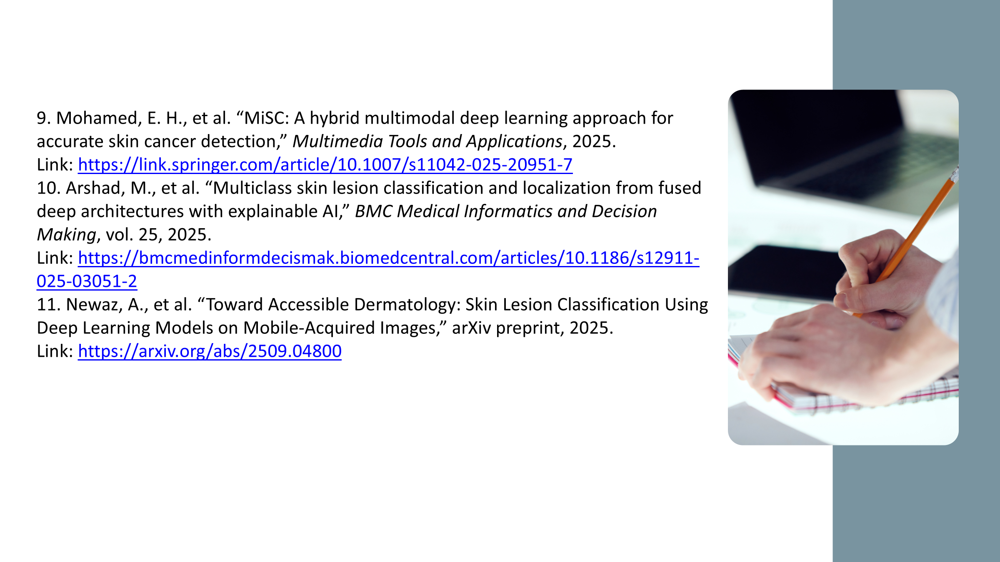 9. Mohamed, E. H., et al. “MiSC: A hybrid multimodal deep learning approach for
accurate skin cancer detection,” Multimedia Tools and Applications, 2025.
Link: https://link.springer.com/article/10.1007/s11042-025-20951-7
10. Arshad, M., et al. “Multiclass skin lesion classification and localization from fused
deep architectures with explainable AI,” BMC Medical Informatics and Decision
Making, vol. 25, 2025.
Link: https://bmcmedinformdecismak.biomedcentral.com/articles/10.1186/s12911-
025-03051-2
11. Newaz, A., et al. “Toward Accessible Dermatology: Skin Lesion Classification Using
Deep Learning Models on Mobile-Acquired Images,” arXiv preprint, 2025.
Link: https://arxiv.org/abs/2509.04800